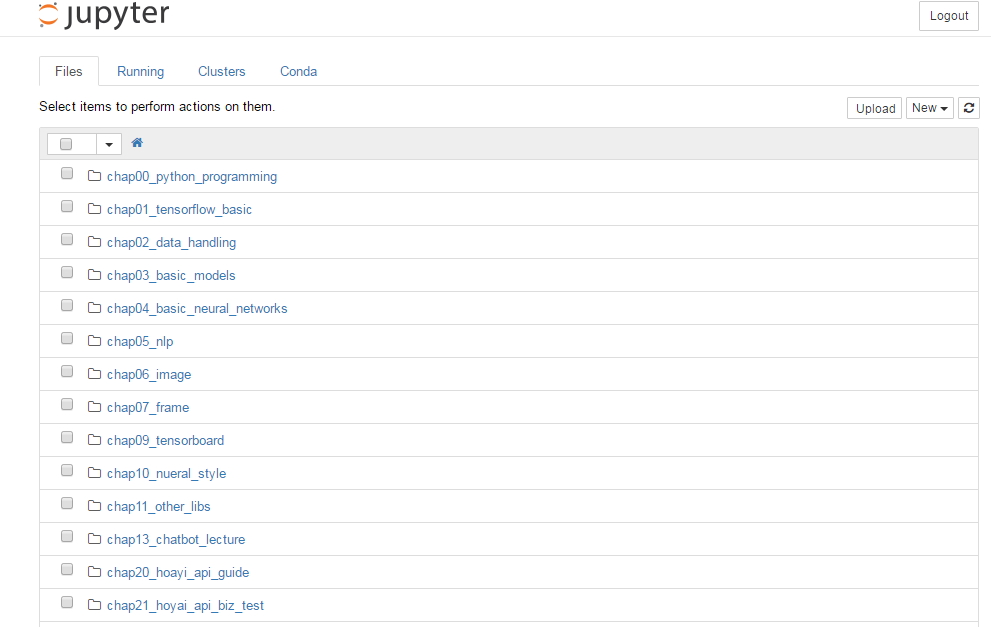 jupyter
Logout
Files Running Clusters Conda
Select items to perform actions on them.
Upload New
chap00_python_programming
chap01_tensorflow_basic
chap02_data_handling
chap03_basic_models
chap04_basic_neural_networks
chap05_nlp
chap06_image
chap07_frame
chap09_tensorboard
chap10_nueral_style
chap11_other_libs
chap13_chatbot_lecture
chap20_hoayi_api_guide
chap21_hoyai_api_biz_test